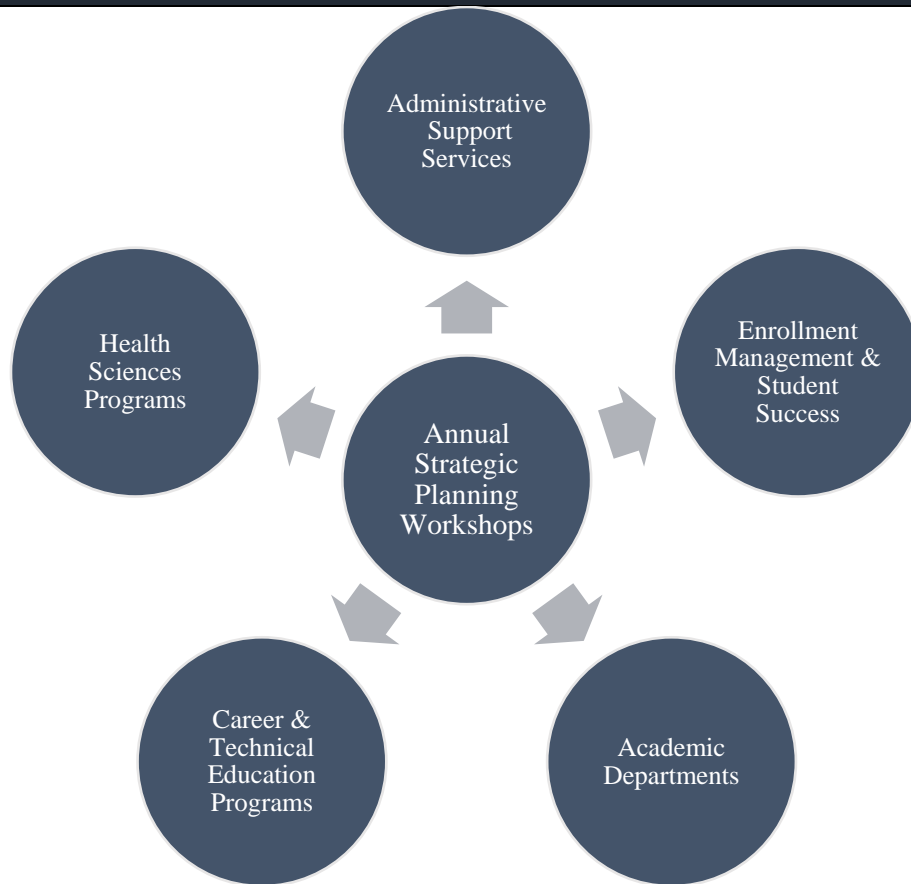 Administrative
Support
Services
Enrollment
Management &
Student
Success
Health
Sciences
Programs
Annual
Strategic
Planning
Workshops
Career &
Technical
Education
Programs
Academic
Departments